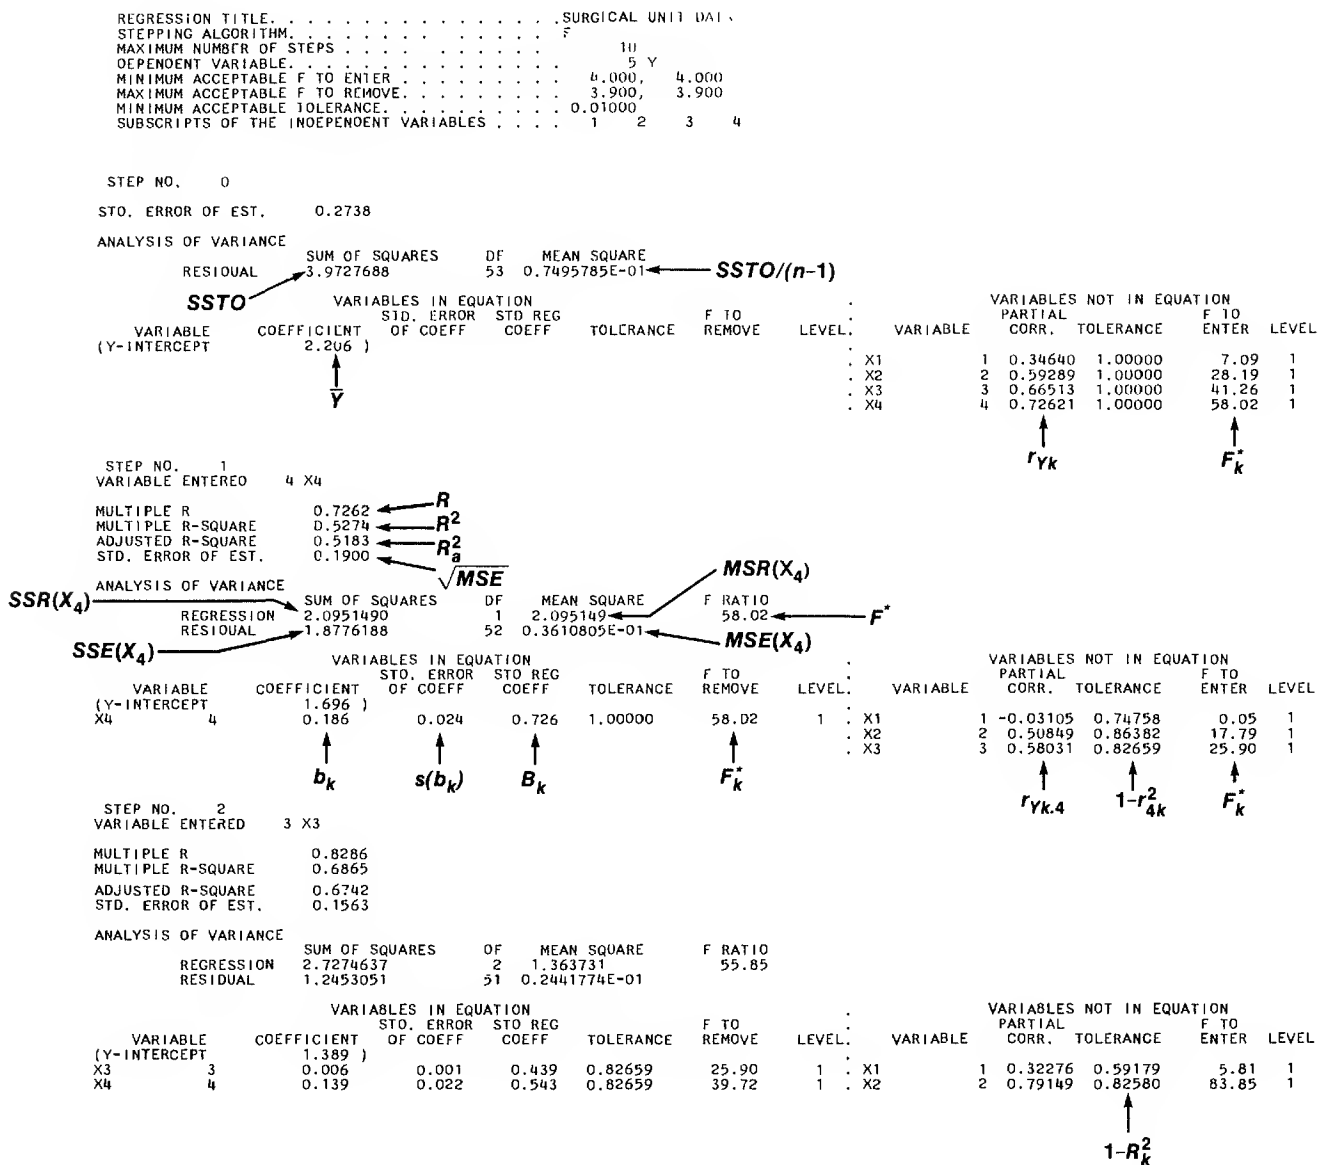 REGRESSION TITLE. . . . . . . . . . . . . . . .SURGICAL UNIT DAT
STEPPING ALGORITHM. . . . . . . . . . . . . . .F
MAXIMUM NUMBER OF STEPS . . . . . . . . . . . . 10
DEPENDENT VARIABLE. . . . . . . . . . . . . . . 5 Y
MINIMUM ACCEPTABLE F TO ENTER . . . . . . . . . 4.000, 4.000
MAXIMUM ACCEPTABLE F TO REMOVE. . . . . . . . . 3.900, 3.900
MINIMUM ACCEPTABLE TOLERANCE. . . . . . . . . . 0.01000
SUBSCRIPTS OF THE INDEPENDENT VARIABLES . . . . 1 2 3 4
STEP NO. 0
STD. ERROR OF EST. 0.2738
ANALYSIS OF VARIANCE
SUM OF SQUARES DF MEAN SQUARE
RESIDUAL 3.9727688 53 0.7495785E-01 SSTO/(n-1)
SSTO
VARIABLES IN EQUATION . VARIABLES NOT IN EQUATION
STD. ERROR STD REG F TO PARTIAL F TO
VARIABLE COEFFICIENT OF COEFF COEFF TOLERANCE REMOVE LEVEL. VARIABLE CORR. TOLERANCE ENTER LEVEL
(Y-INTERCEPT 2.206 )
. X1 1 0.34640 1.00000 7.09 1
. X2 2 0.59289 1.00000 28.19 1
. X3 3 0.66513 1.00000 41.26 1
. X4 4 0.72621 1.00000 58.02 1
Ȳ
r_Yk F*_k
STEP NO. 1
VARIABLE ENTERED 4 X4
MULTIPLE R 0.7262 R
MULTIPLE R-SQUARE 0.5274 R²
ADJUSTED R-SQUARE 0.5183 R²_a
STD. ERROR OF EST. 0.1900 √MSE
ANALYSIS OF VARIANCE MSR(X₄)
SSR(X₄) SUM OF SQUARES DF MEAN SQUARE F RATIO
REGRESSION 2.0951490 1 2.095149 58.02 F*
RESIDUAL 1.8776188 52 0.3610805E-01 MSE(X₄)
SSE(X₄)
VARIABLES IN EQUATION . VARIABLES NOT IN EQUATION
STD. ERROR STD REG F TO PARTIAL F TO
VARIABLE COEFFICIENT OF COEFF COEFF TOLERANCE REMOVE LEVEL. VARIABLE CORR. TOLERANCE ENTER LEVEL
(Y-INTERCEPT 1.696 )
X4 4 0.186 0.024 0.726 1.00000 58.02 1 . X1 1 -0.03105 0.74758 0.05 1
. X2 2 0.50849 0.86382 17.79 1
. X3 3 0.58031 0.82659 25.90 1
b_k s(b_k) B_k F*_k r_Yk.4 1-r²_4k F*_k
STEP NO. 2
VARIABLE ENTERED 3 X3
MULTIPLE R 0.8286
MULTIPLE R-SQUARE 0.6865
ADJUSTED R-SQUARE 0.6742
STD. ERROR OF EST. 0.1563
ANALYSIS OF VARIANCE
SUM OF SQUARES DF MEAN SQUARE F RATIO
REGRESSION 2.7274637 2 1.363731 55.85
RESIDUAL 1.2453051 51 0.2441774E-01
VARIABLES IN EQUATION . VARIABLES NOT IN EQUATION
STD. ERROR STD REG F TO . PARTIAL F TO
VARIABLE COEFFICIENT OF COEFF COEFF TOLERANCE REMOVE LEVEL. VARIABLE CORR. TOLERANCE ENTER LEVEL
(Y-INTERCEPT 1.389 )
X3 3 0.006 0.001 0.439 0.82659 25.90 1 . X1 1 0.32276 0.59179 5.81 1
X4 4 0.139 0.022 0.543 0.82659 39.72 1 . X2 2 0.79149 0.82580 83.85 1
1-R²_k